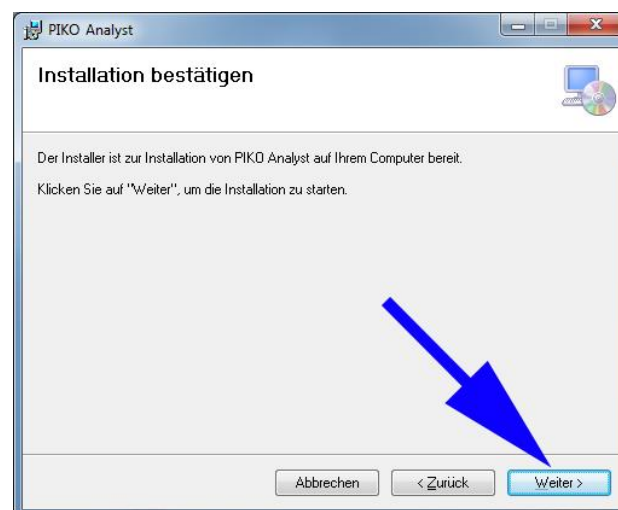 PIKO Analyst
Installation bestätigen
Der Installer ist zur Installation von PIKO Analyst auf Ihrem Computer bereit.
Klicken Sie auf "Weiter", um die Installation zu starten.
Abbrechen
< Zurück
Weiter >